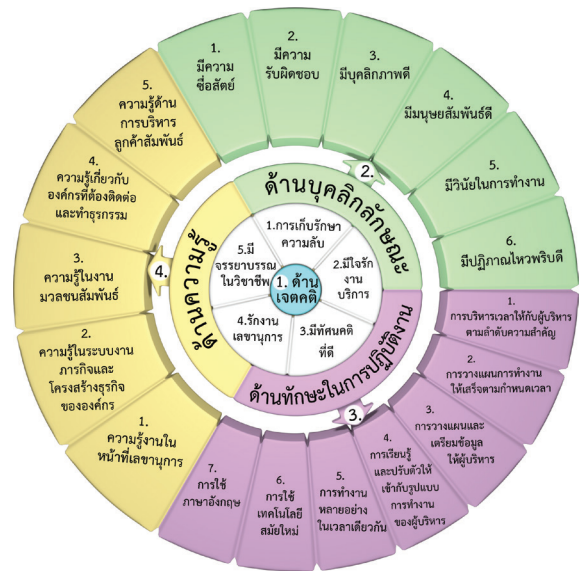 1. ด้าน
เจตคติ
1.การเก็บรักษา
ความลับ
2.มีใจรัก
งาน
บริการ
3.มีทัศนคติ
ที่ดี
4.รักงาน
เลขานุการ
5.มี
จรรยาบรรณ
ในวิชาชีพ
2.
ด้านบุคลิกลักษณะ
1.
มีความ
ซื่อสัตย์
2.
มีความ
รับผิดชอบ
3.
มีบุคลิกภาพดี
4.
มีมนุษยสัมพันธ์ดี
5.
มีวินัยในการทำงาน
6.
มีปฏิภาณไหวพริบดี
3.
ด้านทักษะในการปฏิบัติงาน
1.
การบริหารเวลาให้กับผู้บริหาร
ตามลำดับความสำคัญ
2.
การวางแผนการทำงาน
ให้เสร็จตามกำหนดเวลา
3.
การวางแผนและ
เตรียมข้อมูล
ให้ผู้บริหาร
4.
การเรียนรู้
และปรับตัวให้
เข้ากับรูปแบบ
การทำงาน
ของผู้บริหาร
5.
การทำงาน
หลายอย่าง
ในเวลาเดียวกัน
6.
การใช้
เทคโนโลยี
สมัยใหม่
7.
การใช้
ภาษาอังกฤษ
4.
ด้านความรู้
1.
ความรู้งานใน
หน้าที่เลขานุการ
2.
ความรู้ในระบบงาน
ภารกิจและ
โครงสร้างธุรกิจ
ขององค์กร
3.
ความรู้ในงาน
มวลชนสัมพันธ์
4.
ความรู้เกี่ยวกับ
องค์กรที่ต้องติดต่อ
และทำธุรกรรม
5.
ความรู้ด้าน
การบริหาร
ลูกค้าสัมพันธ์